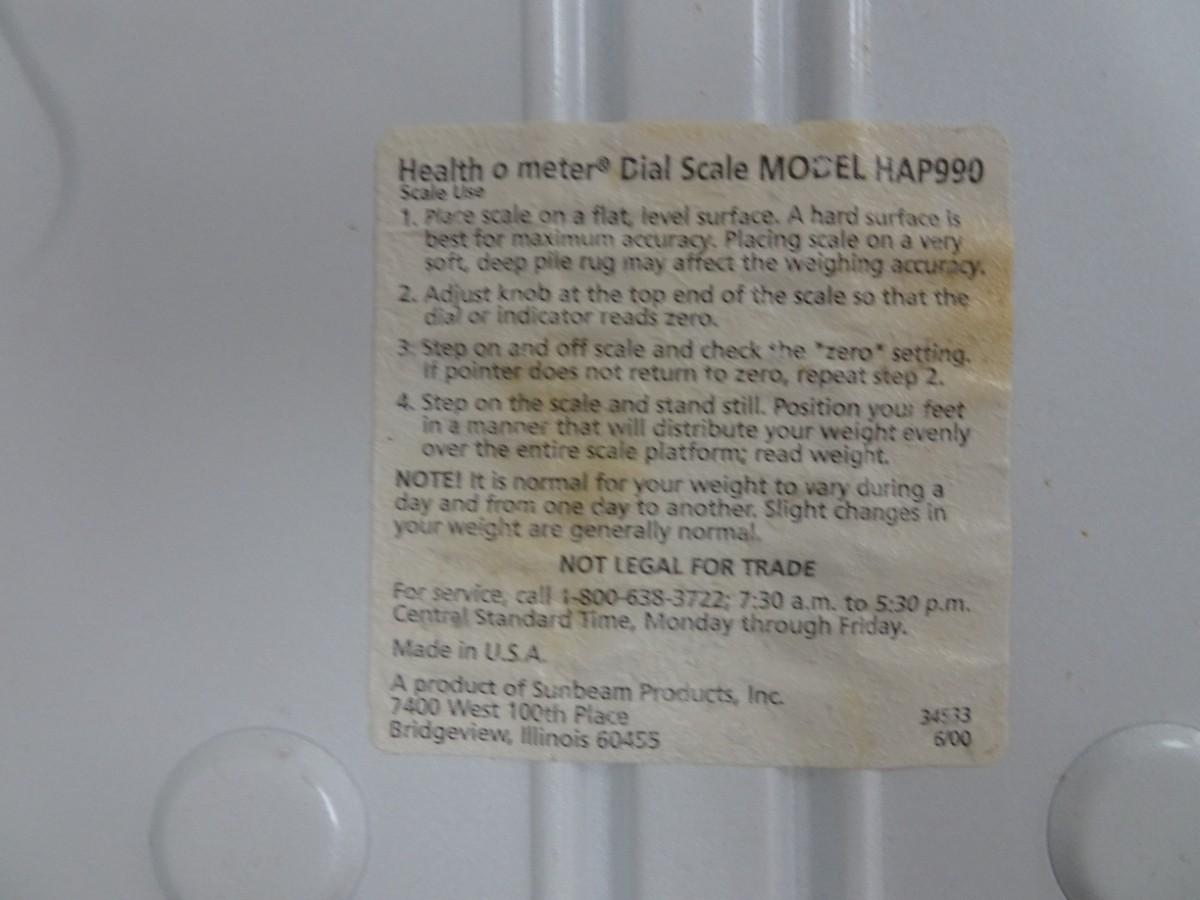 Health o meter® Dial Scale MODEL HAP990
Scale Use
1. Place scale on a flat, level surface. A hard surface is
best for maximum accuracy. Placing scale on a very
soft, deep pile rug may affect the weighing accuracy.
2. Adjust knob at the top end of the scale so that the
dial or indicator reads zero.
3. Step on and off scale and check the "zero" setting.
If pointer does not return to zero, repeat step 2.
4. Step on the scale and stand still. Position your feet
in a manner that will distribute your weight evenly
over the entire scale platform; read weight.
NOTE! It is normal for your weight to vary during a
day and from one day to another. Slight changes in
your weight are generally normal.
NOT LEGAL FOR TRADE
For service, call 1-800-638-3722; 7:30 a.m. to 5:30 p.m.
Central Standard Time, Monday through Friday.
Made in U.S.A.
A product of Sunbeam Products, Inc.
7400 West 100th Place
Bridgeview, Illinois 60455
34533
6/00